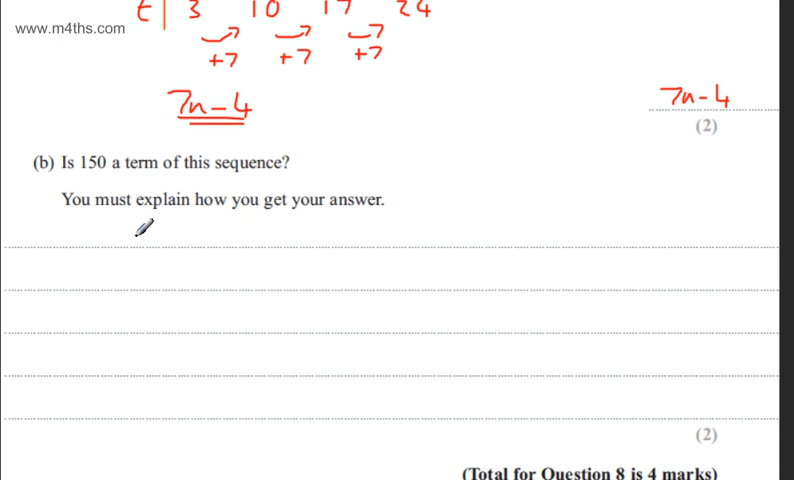 t 3 10 17 24
www.m4ths.com
+7 +7 +7
7n-4
7n-4
(2)
(b) Is 150 a term of this sequence?
You must explain how you get your answer.
(2)
(Total for Question 8 is 4 marks)